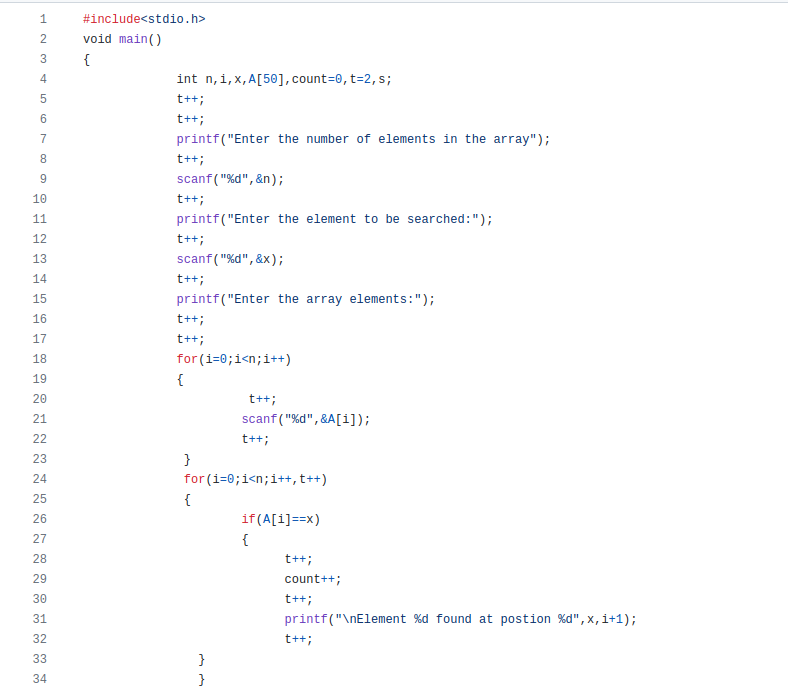 1 #include<stdio.h>
2 void main()
3 {
4 int n,i,x,A[50],count=0,t=2,s;
5 t++;
6 t++;
7 printf("Enter the number of elements in the array");
8 t++;
9 scanf("%d",&n);
10 t++;
11 printf("Enter the element to be searched:");
12 t++;
13 scanf("%d",&x);
14 t++;
15 printf("Enter the array elements:");
16 t++;
17 t++;
18 for(i=0;i<n;i++)
19 {
20 t++;
21 scanf("%d",&A[i]);
22 t++;
23 }
24 for(i=0;i<n;i++,t++)
25 {
26 if(A[i]==x)
27 {
28 t++;
29 count++;
30 t++;
31 printf("\nElement %d found at postion %d",x,i+1);
32 t++;
33 }
34 }